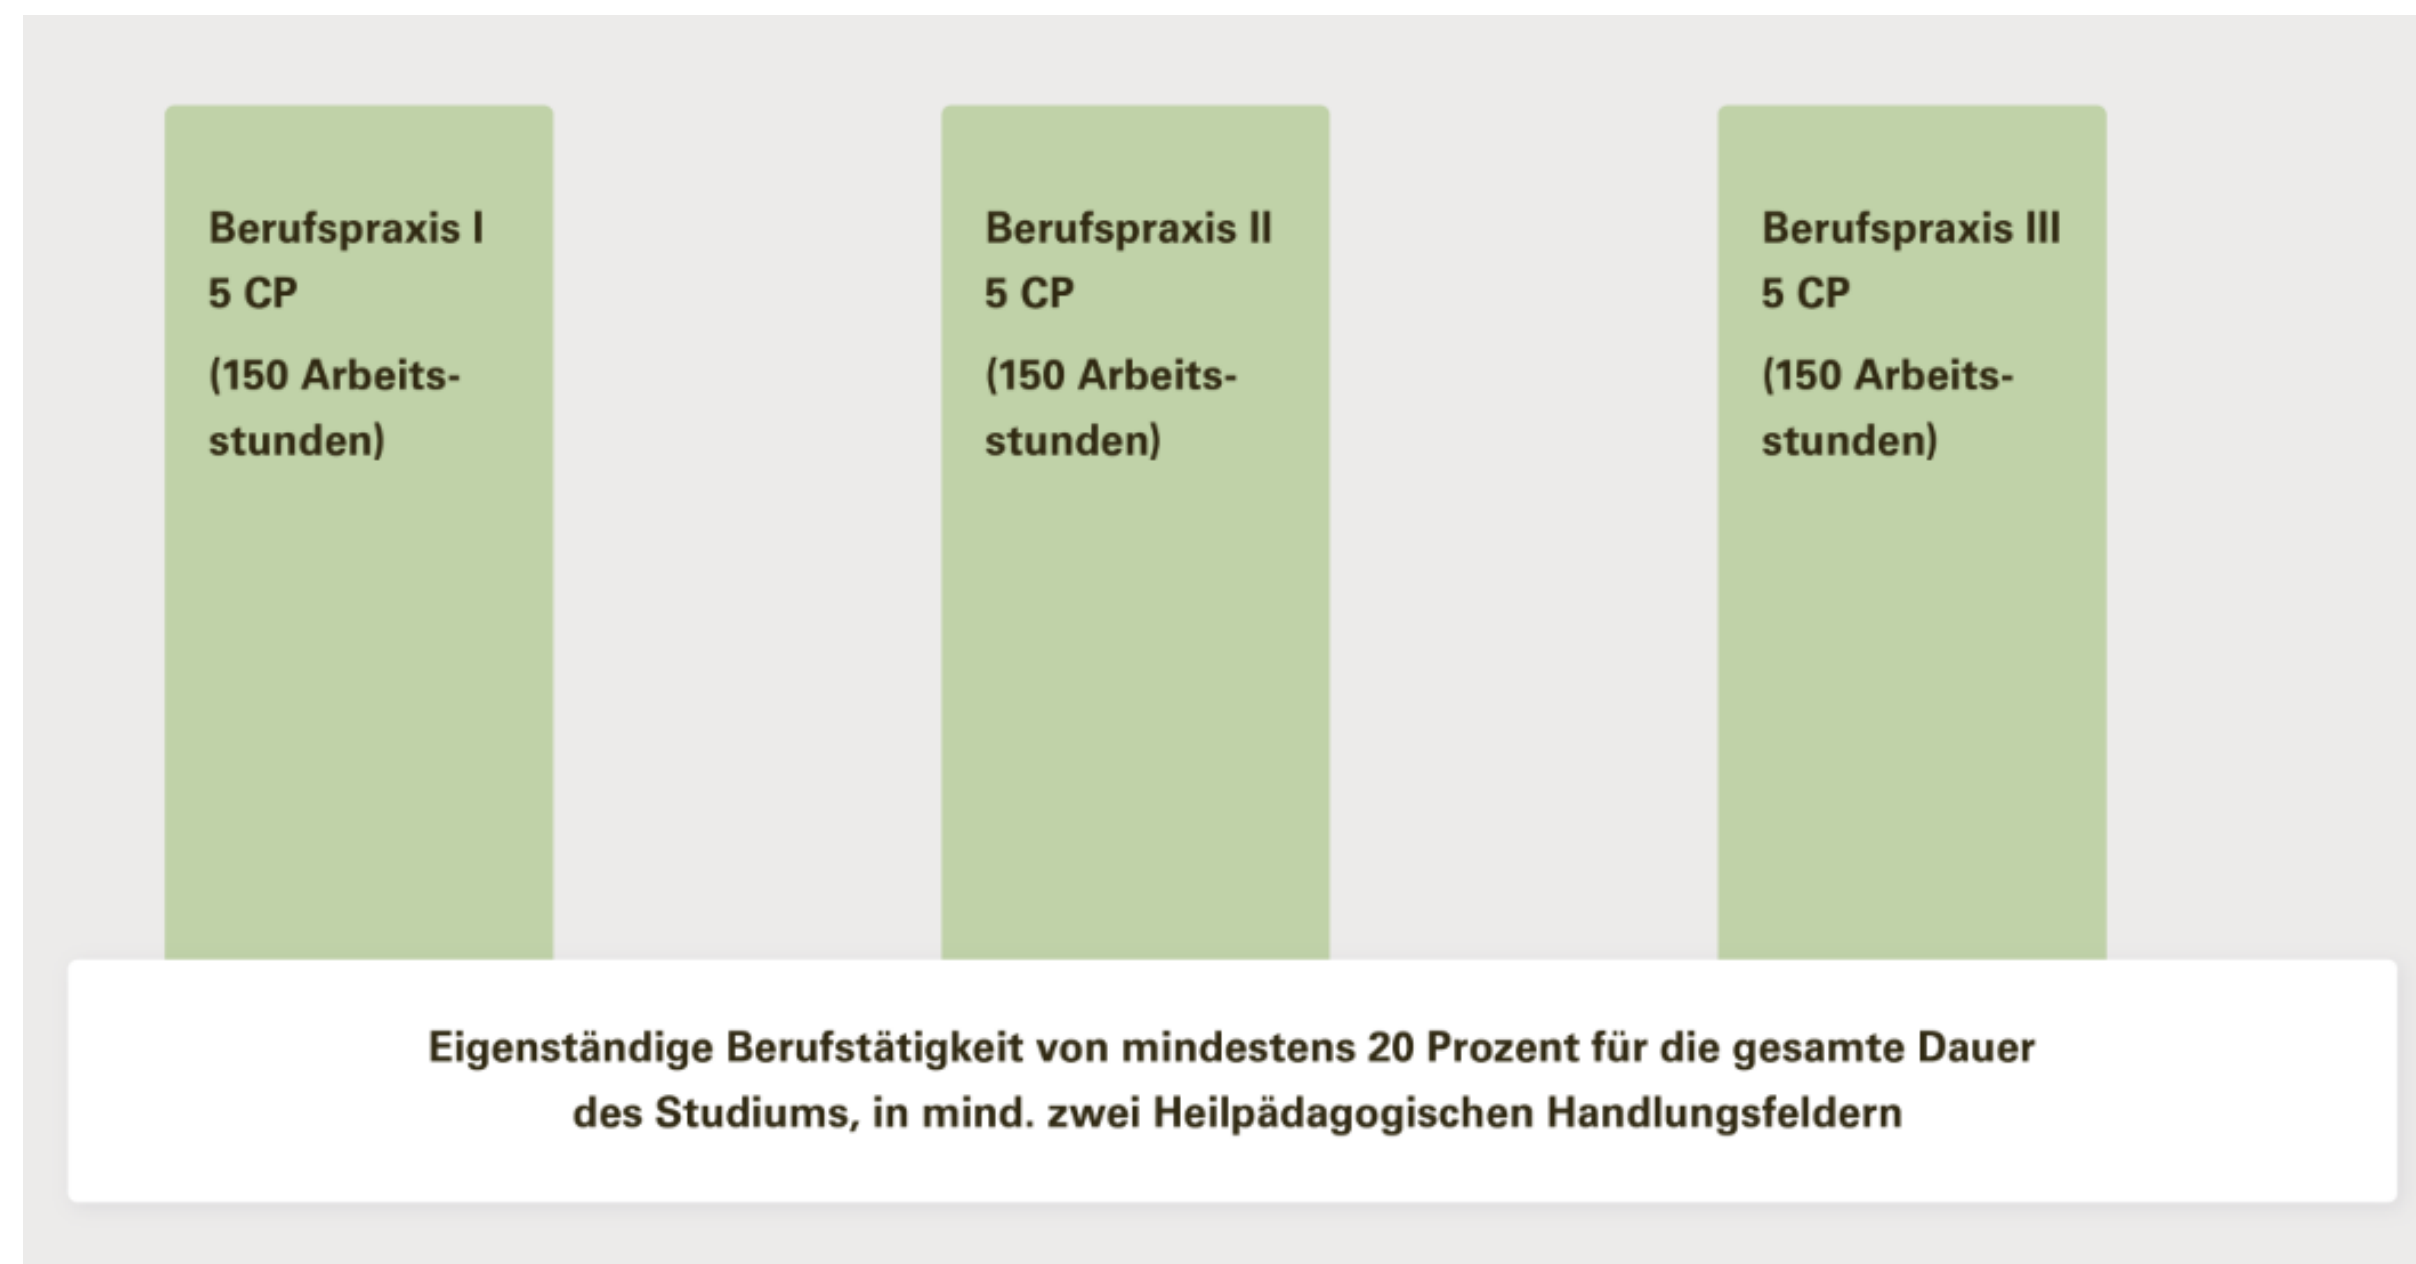 Berufspraxis I
5 CP
(150 Arbeits-
stunden)
Berufspraxis II
5 CP
(150 Arbeits-
stunden)
Berufspraxis III
5 CP
(150 Arbeits-
stunden)
Eigenständige Berufstätigkeit von mindestens 20 Prozent für die gesamte Dauer
des Studiums, in mind. zwei Heilpädagogischen Handlungsfeldern